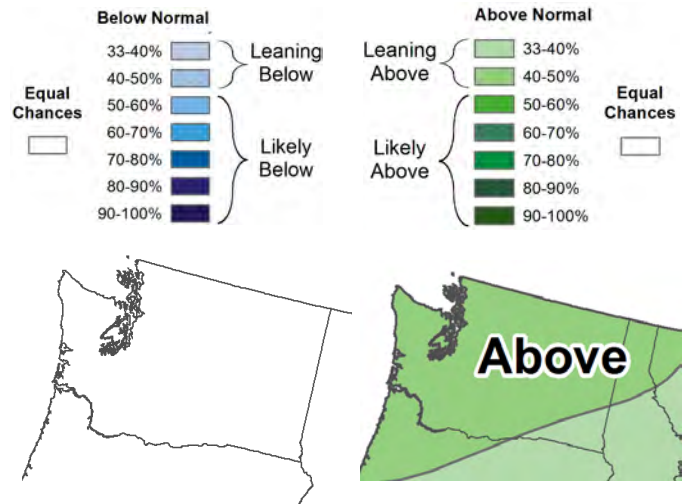 Below Normal
33-40%
40-50%
50-60%
60-70%
70-80%
80-90%
90-100%
Leaning
Below
Likely
Below
Equal
Chances
Above Normal
33-40%
40-50%
50-60%
60-70%
70-80%
80-90%
90-100%
Leaning
Above
Likely
Above
Equal
Chances
Above